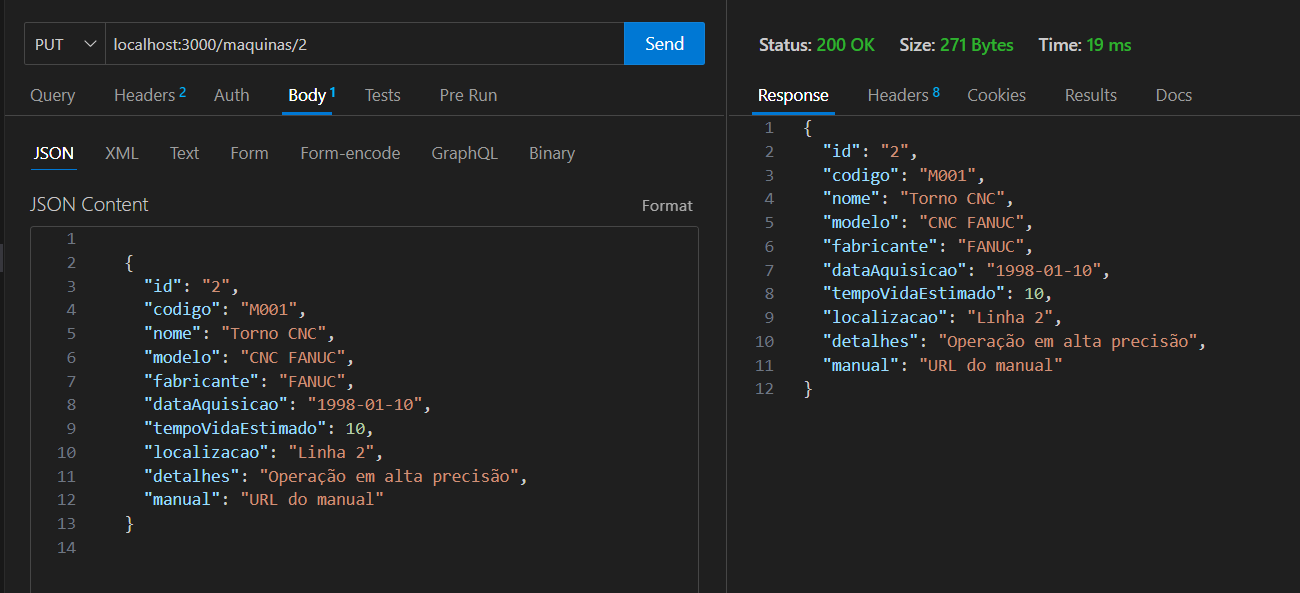 PUT localhost:3000/maquinas/2 Send
Query Headers 2 Auth Body 1 Tests Pre Run
JSON XML Text Form Form-encode GraphQL Binary
JSON Content Format
1
2 {
3 "id": "2",
4 "codigo": "M001",
5 "nome": "Torno CNC",
6 "modelo": "CNC FANUC",
7 "fabricante": "FANUC",
8 "dataAquisicao": "1998-01-10",
9 "tempoVidaEstimado": 10,
10 "localizacao": "Linha 2",
11 "detalhes": "Operação em alta precisão",
12 "manual": "URL do manual"
13 }
14
Status: 200 OK Size: 271 Bytes Time: 19 ms
Response Headers 8 Cookies Results Docs
1 {
2 "id": "2",
3 "codigo": "M001",
4 "nome": "Torno CNC",
5 "modelo": "CNC FANUC",
6 "fabricante": "FANUC",
7 "dataAquisicao": "1998-01-10",
8 "tempoVidaEstimado": 10,
9 "localizacao": "Linha 2",
10 "detalhes": "Operação em alta precisão",
11 "manual": "URL do manual"
12 }